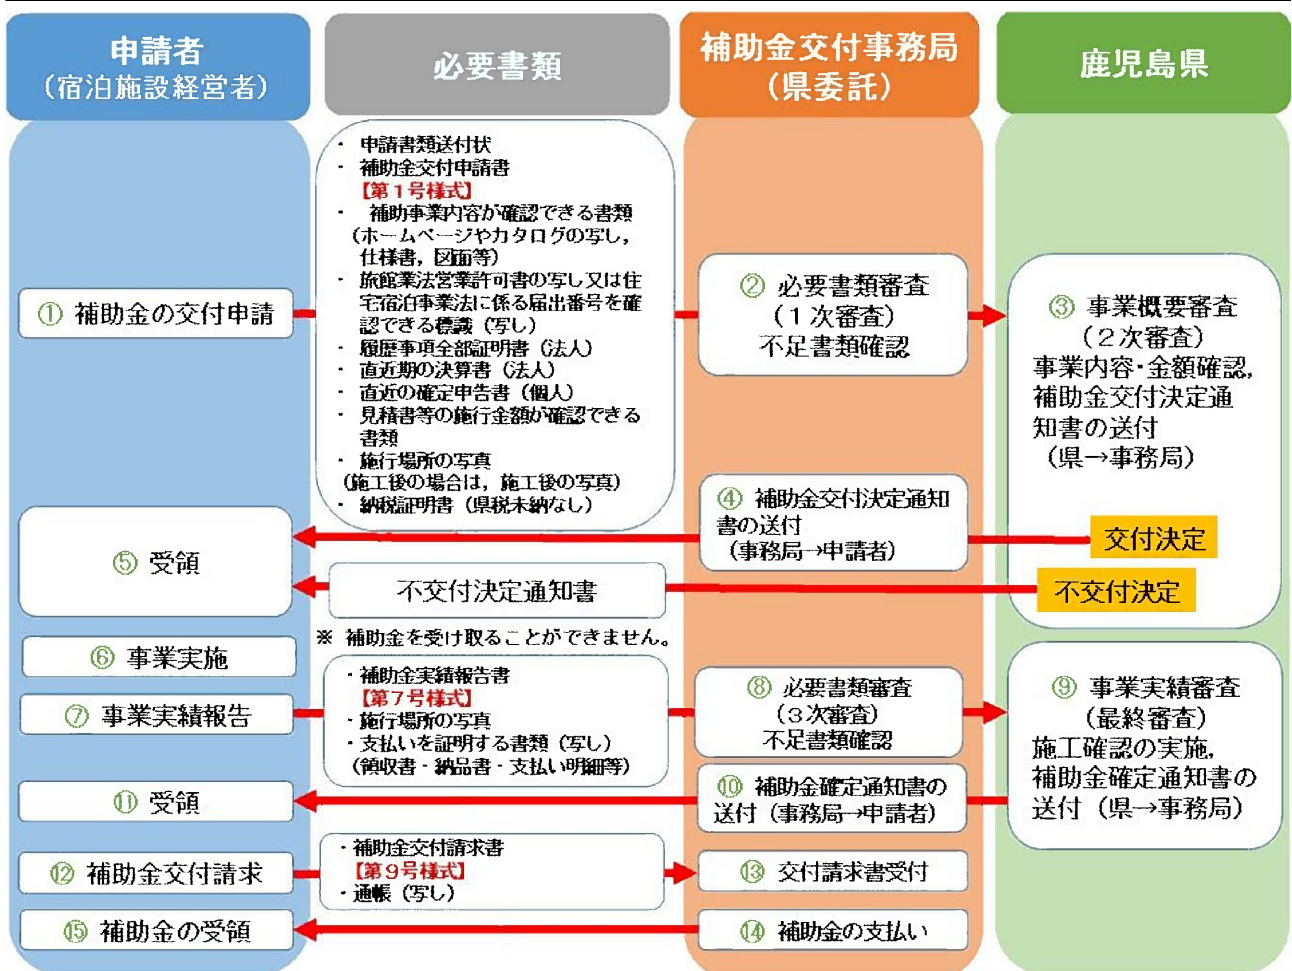 申請者
（宿泊施設経営者）
必要書類
補助金交付事務局
（県委託）
鹿児島県
① 補助金の交付申請
・ 申請書類送付状
・ 補助金交付申請書
【第１号様式】
・ 補助事業内容が確認できる書類
（ホームページやカタログの写し，
仕様書，図面等）
・ 旅館業法営業許可書の写し又は住
宅宿泊事業法に係る届出番号を確
認できる標識（写し）
・ 履歴事項全部証明書（法人）
・ 直近期の決算書（法人）
・ 直近の確定申告書（個人）
・ 見積書等の施行金額が確認できる
書類
・ 施行場所の写真
（施工後の場合は，施工後の写真）
・ 納税証明書（県税未納なし）
② 必要書類審査
（１次審査）
不足書類確認
③ 事業概要審査
（２次審査）
事業内容・金額確認，
補助金交付決定通
知書の送付
（県→事務局）
④ 補助金交付決定通知
書の送付
（事務局→申請者）
交付決定
⑤ 受領
不交付決定通知書
不交付決定
※ 補助金を受け取ることができません。
⑥ 事業実施
⑦ 事業実績報告
・補助金実績報告書
【第７号様式】
・施行場所の写真
・支払いを証明する書類（写し）
（領収書・納品書・支払い明細等）
⑧ 必要書類審査
（３次審査）
不足書類確認
⑨ 事業実績審査
（最終審査）
施工確認の実施，
補助金確定通知書の
送付（県→事務局）
⑩ 補助金確定通知書の
送付（事務局→申請者）
⑪ 受領
⑫ 補助金交付請求
・補助金交付請求書
【第９号様式】
・通帳（写し）
⑬ 交付請求書受付
⑮ 補助金の受領
⑭ 補助金の支払い